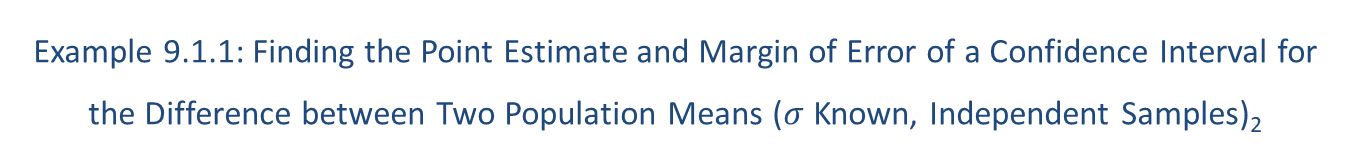 Example 9.1.1: Finding the Point Estimate and Margin of Error of a Confidence Interval for
the Difference between Two Population Means (σ Known, Independent Samples)₂